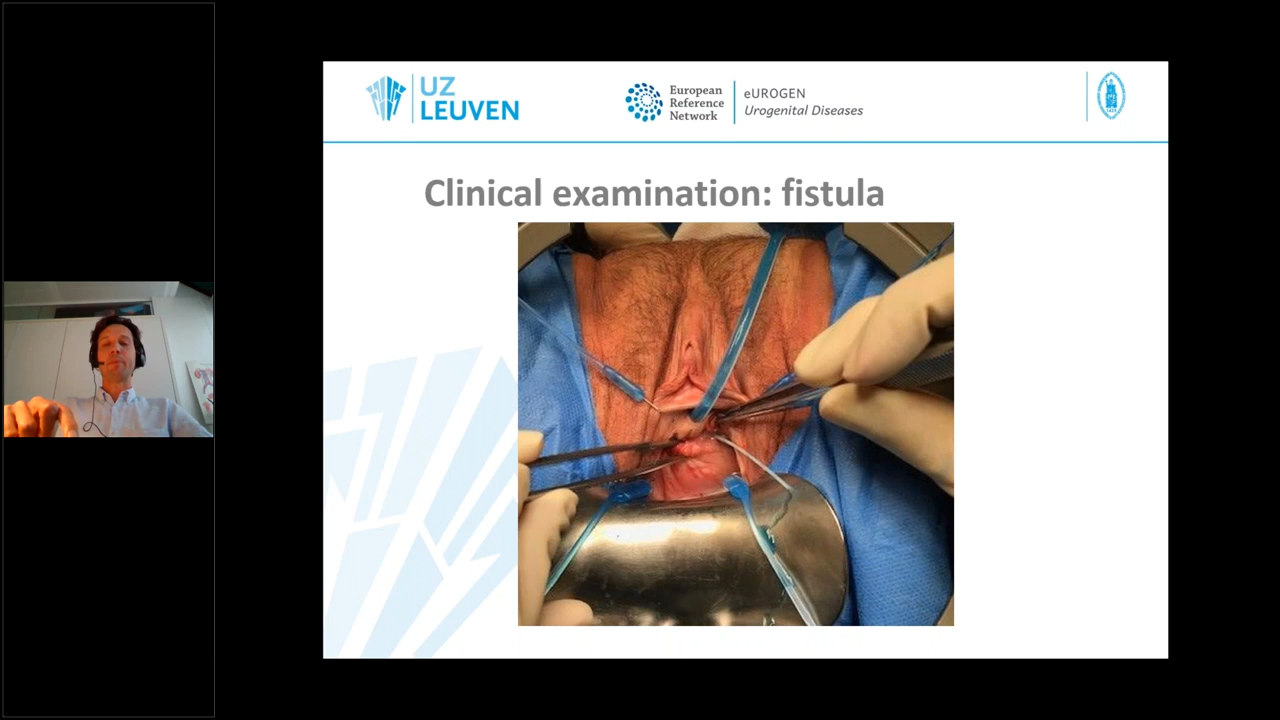 UZ
LEUVEN
European
Reference
Network
eUROGEN
Urogenital Diseases
Clinical examination: fistula